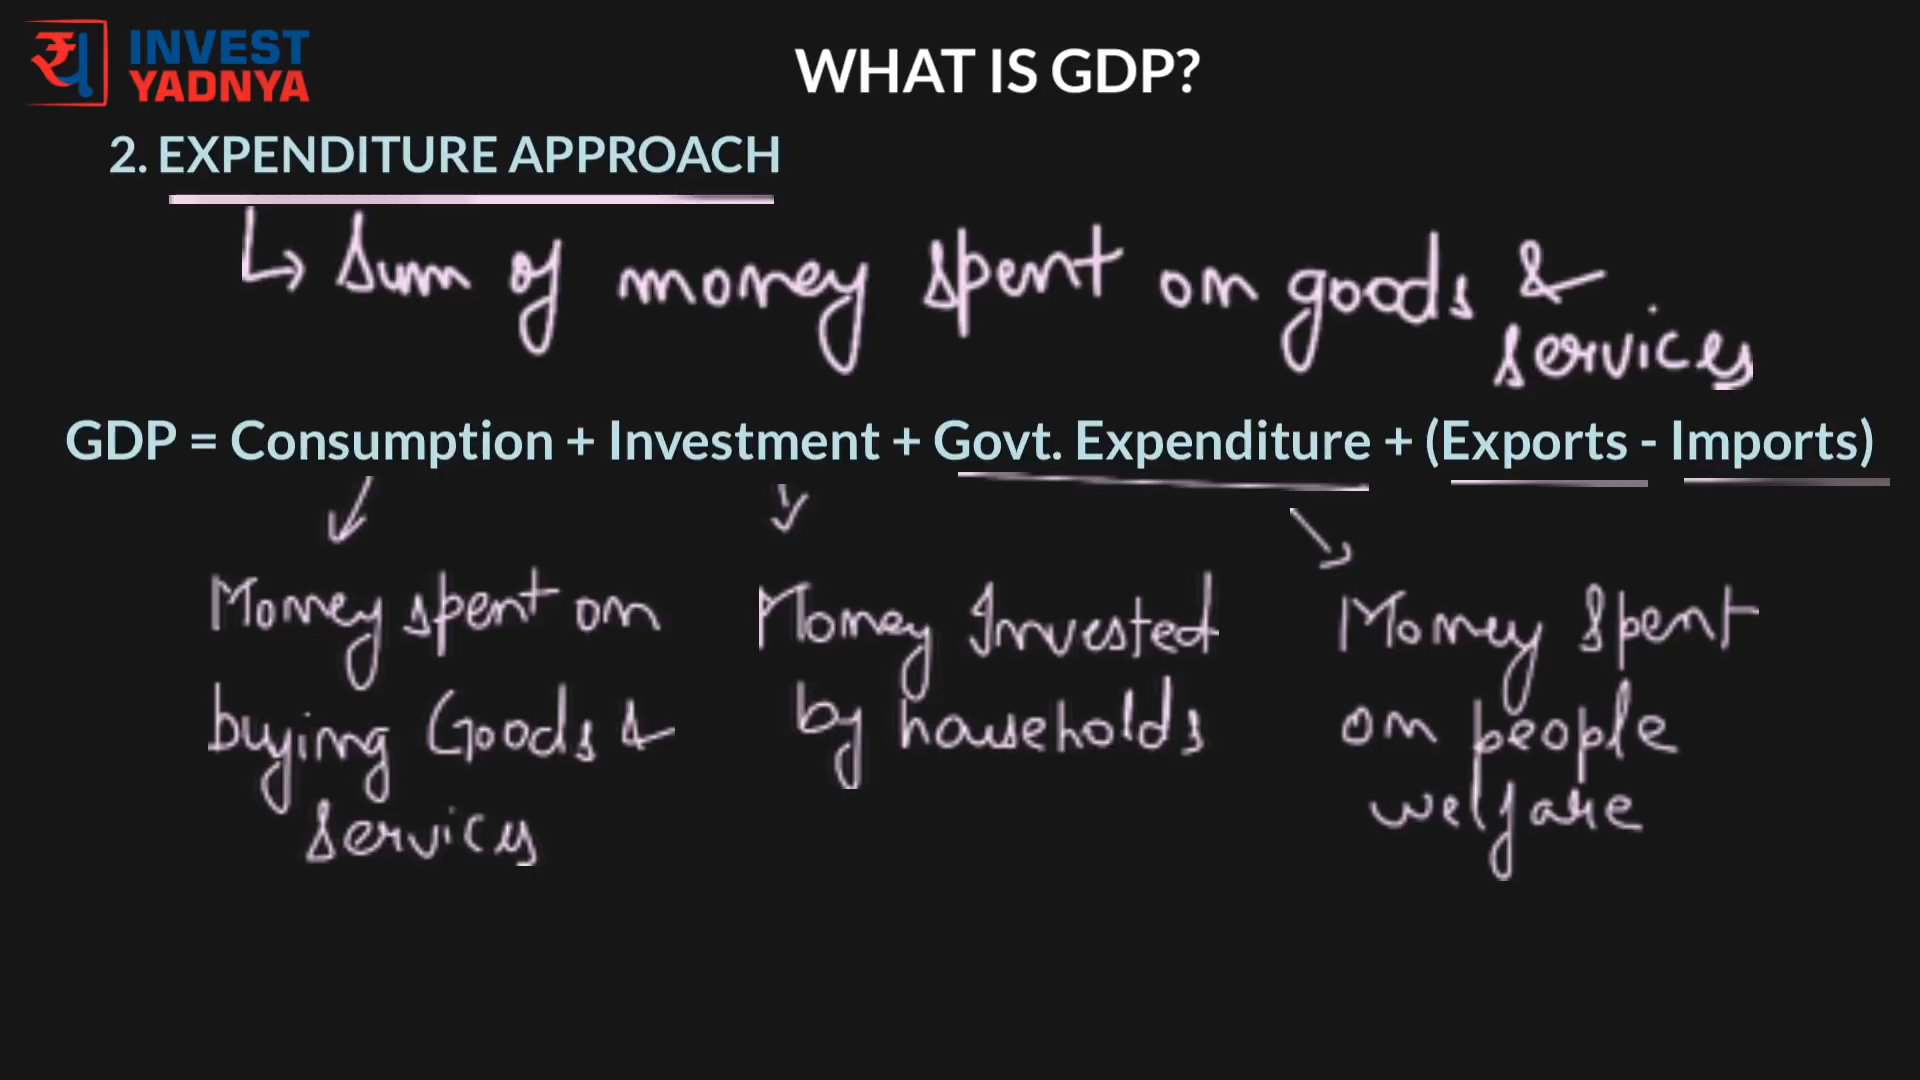 य
INVEST
YADNYA
WHAT IS GDP?
2. EXPENDITURE APPROACH
↳ Sum of money spent on goods &
services
GDP = Consumption + Investment + Govt. Expenditure + (Exports - Imports)
Money spent on
buying Goods &
services
Money Invested
by households
Money Spent
on people
welfare